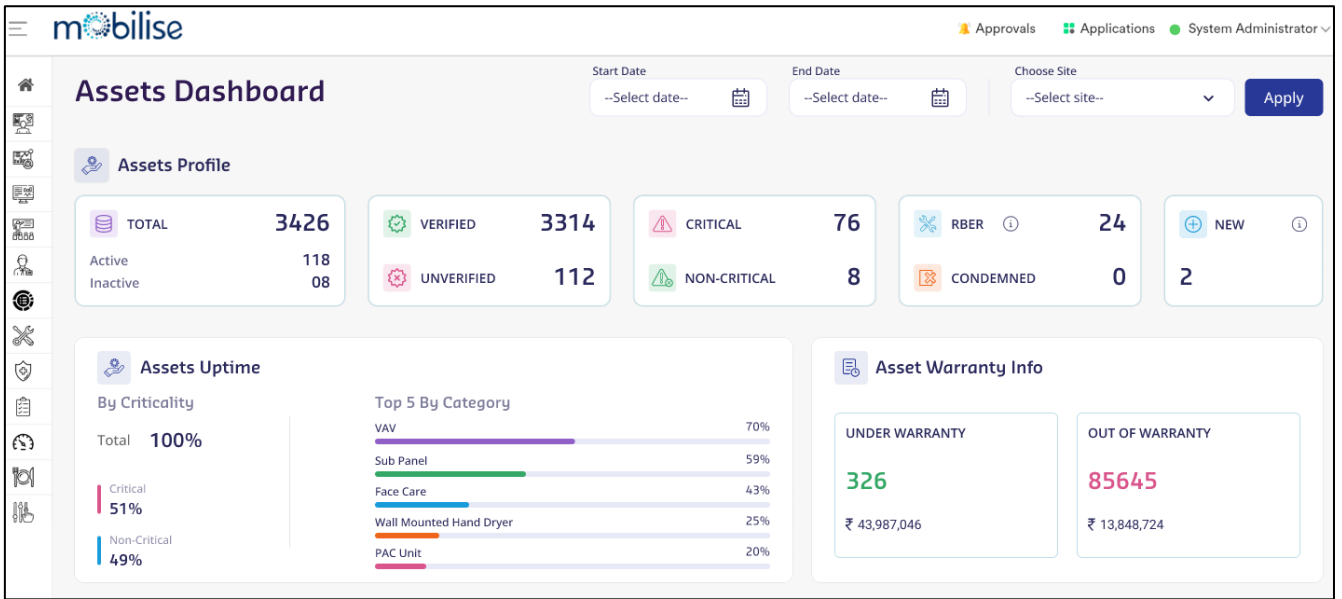 mobilise
Approvals Applications System Administrator
Assets Dashboard
Start Date
--Select date--
End Date
--Select date--
Choose Site
--Select site--
Apply
Assets Profile
TOTAL 3426
Active 118
Inactive 08
VERIFIED 3314
UNVERIFIED 112
CRITICAL 76
NON-CRITICAL 8
RBER 24
CONDEMNED 0
NEW
2
Assets Uptime
By Criticality
Total 100%
Critical
51%
Non-Critical
49%
Top 5 By Category
VAV 70%
Sub Panel 59%
Face Care 43%
Wall Mounted Hand Dryer 25%
PAC Unit 20%
Asset Warranty Info
UNDER WARRANTY
326
₹ 43,987,046
OUT OF WARRANTY
85645
₹ 13,848,724